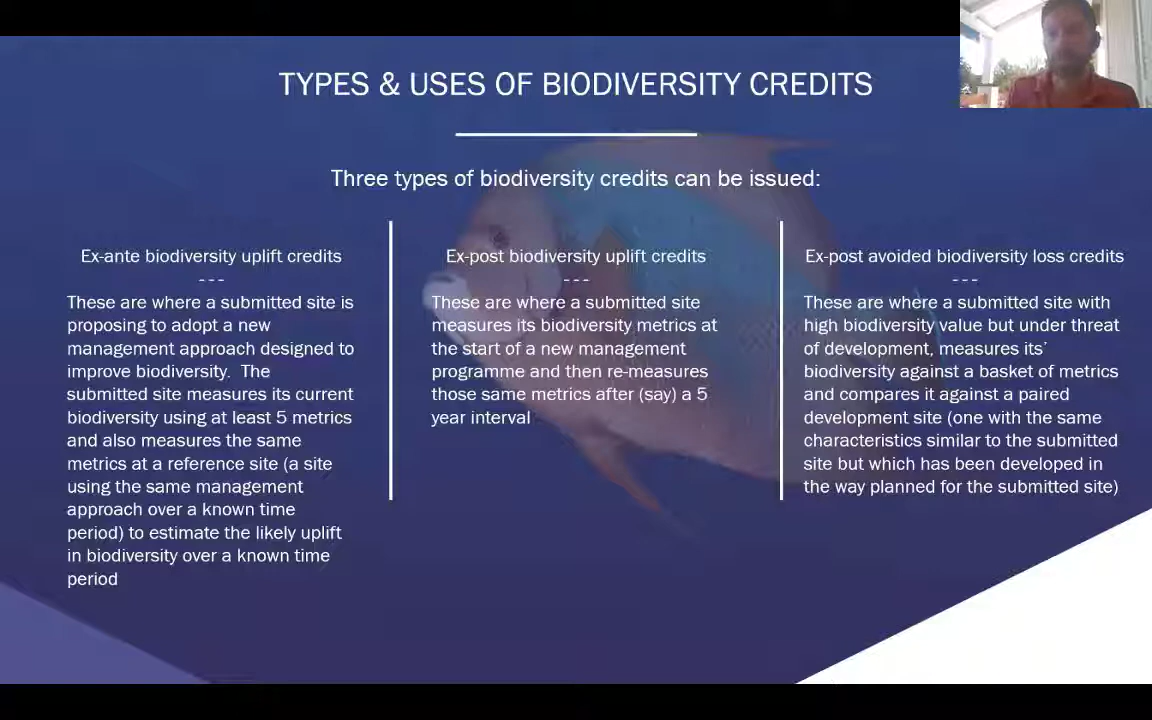 TYPES & USES OF BIODIVERSITY CREDITS
Three types of biodiversity credits can be issued:
Ex-ante biodiversity uplift credits
---
These are where a submitted site is
proposing to adopt a new
management approach designed to
improve biodiversity.  The
submitted site measures its current
biodiversity using at least 5 metrics
and also measures the same
metrics at a reference site (a site
using the same management
approach over a known time
period) to estimate the likely uplift
in biodiversity over a known time
period
Ex-post biodiversity uplift credits
---
These are where a submitted site
measures its biodiversity metrics at
the start of a new management
programme and then re-measures
those same metrics after (say) a 5
year interval
Ex-post avoided biodiversity loss credits
---
These are where a submitted site with
high biodiversity value but under threat
of development, measures its'
biodiversity against a basket of metrics
and compares it against a paired
development site (one with the same
characteristics similar to the submitted
site but which has been developed in
the way planned for the submitted site)